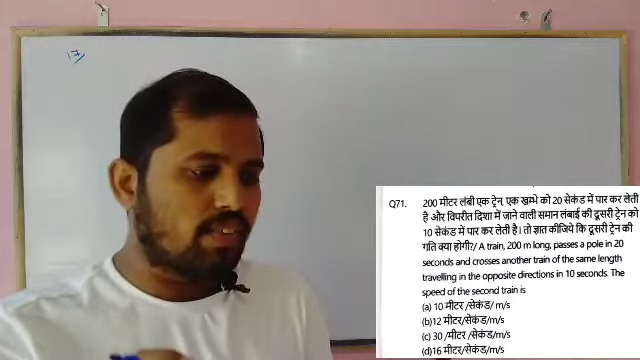 17
Q71. 200 मीटर लंबी एक ट्रेन, एक खम्भे को 20 सेकंड में पार कर लेती
है और विपरीत दिशा में जाने वाली समान लंबाई की दूसरी ट्रेन को
10 सेकंड में पार कर लेती है। तो ज्ञात कीजिये कि दूसरी ट्रेन की
गति क्या होगी?/ A train, 200 m long, passes a pole in 20
seconds and crosses another train of the same length
travelling in the opposite directions in 10 seconds. The
speed of the second train is
(a) 10 मीटर/सेकंड/ m/s
(b)12 मीटर/सेकंड/m/s
(c) 30 /मीटर /सेकंड/m/s
(d)16 मीटर/सेकंड/m/s